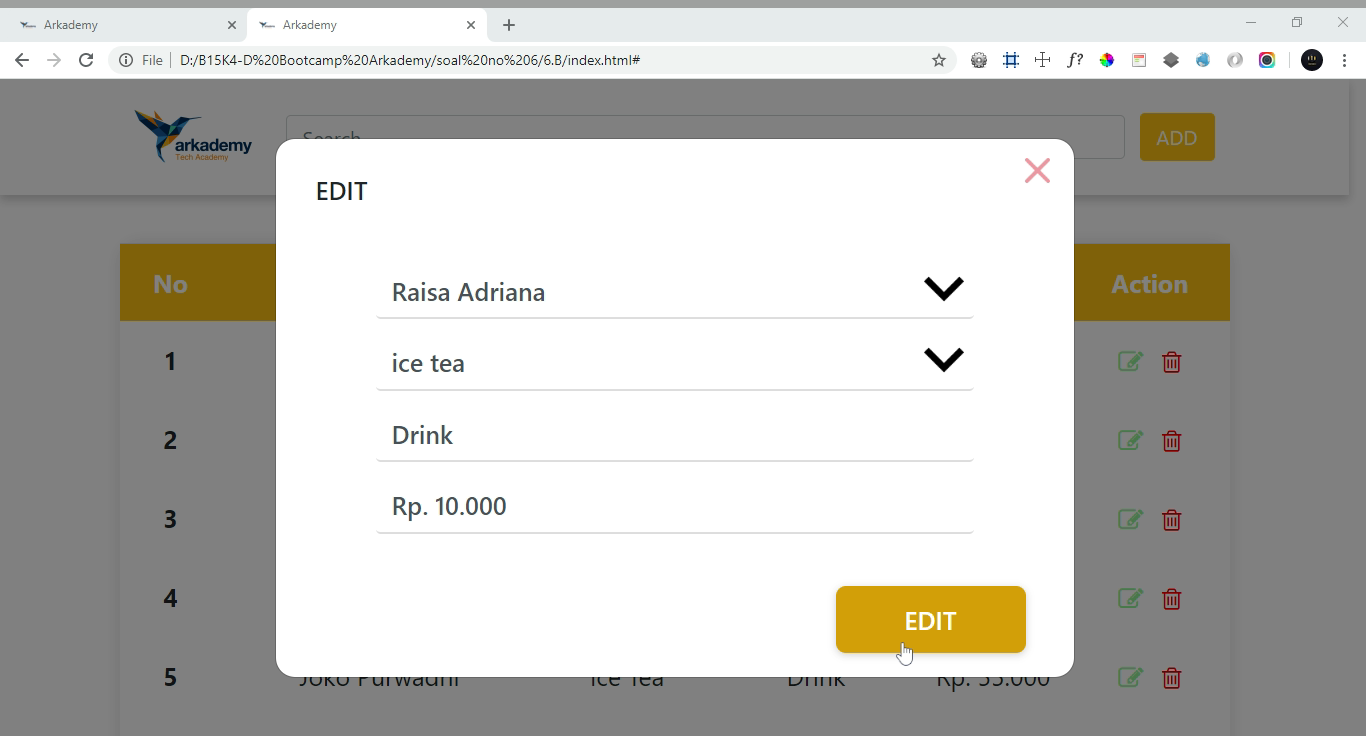 Arkademy
Arkademy
File D:/B15K4-D%20Bootcamp%20Arkademy/soal%20no%206/6.B/index.html#
f?
arkademy
Tech Academy
Search
ADD
EDIT
No
Action
Raisa Adriana
ice tea
Drink
Rp. 10.000
EDIT
1
2
3
4
5 Joko Purwadhi Ice Tea Drink Rp. 35.000